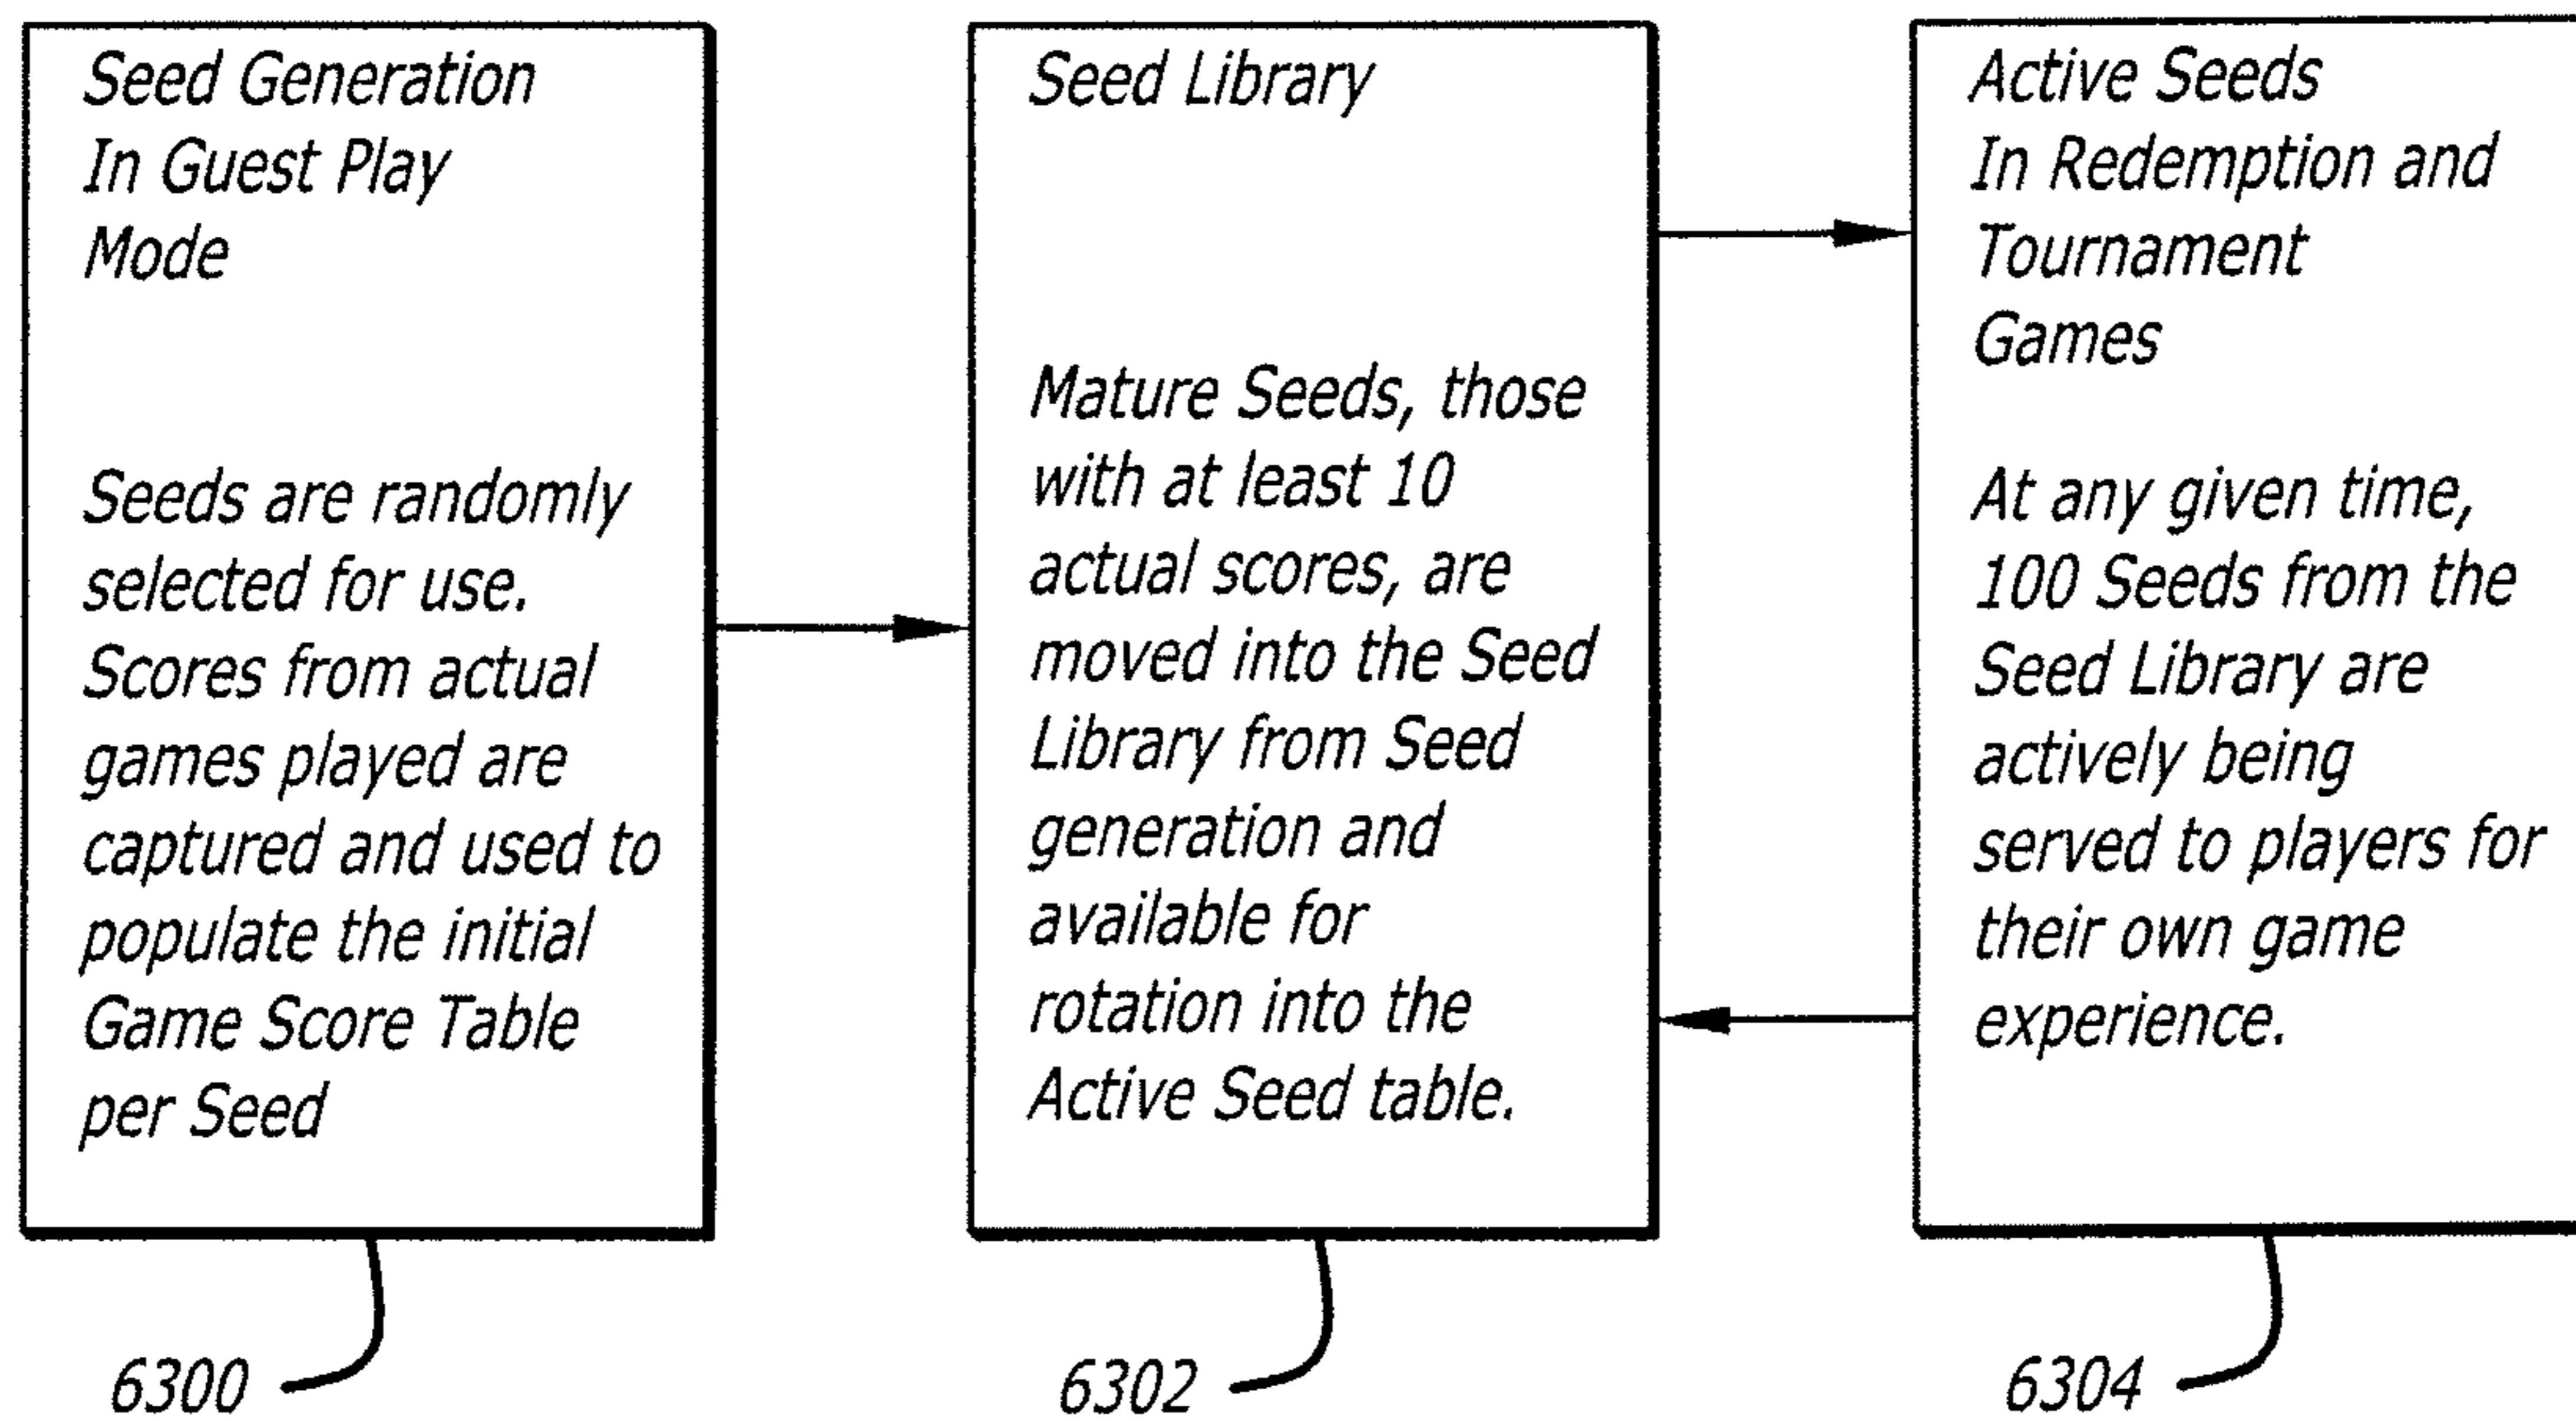 Seed Generation
In Guest Play
Mode
Seeds are randomly
selected for use.
Scores from actual
games played are
captured and used to
populate the initial
Game Score Table
per Seed
6300
Seed Library
Mature Seeds, those
with at least 10
actual scores, are
moved into the Seed
Library from Seed
generation and
available for
rotation into the
Active Seed table.
6302
Active Seeds
In Redemption and
Tournament
Games
At any given time,
100 Seeds from the
Seed Library are
actively being
served to players for
their own game
experience.
6304